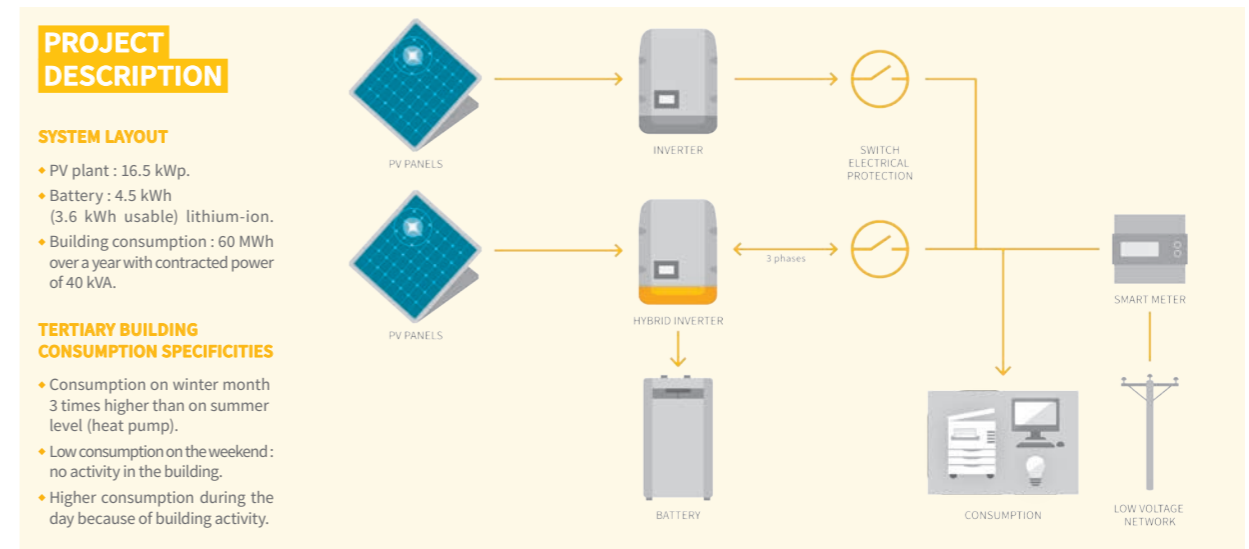 PROJECT
DESCRIPTION
SYSTEM LAYOUT
PV plant : 16.5 kWp.
Battery : 4.5 kWh
(3.6 kWh usable) lithium-ion.
Building consumption : 60 MWh
over a year with contracted power
of 40 kVA.
TERTIARY BUILDING
CONSUMPTION SPECIFICITIES
Consumption on winter month
3 times higher than on summer
level (heat pump).
Low consumption on the weekend :
no activity in the building.
Higher consumption during the
day because of building activity.
PV PANELS
INVERTER
SWITCH
ELECTRICAL
PROTECTION
PV PANELS
HYBRID INVERTER
3 phases
SMART METER
BATTERY
CONSUMPTION
LOW VOLTAGE
NETWORK